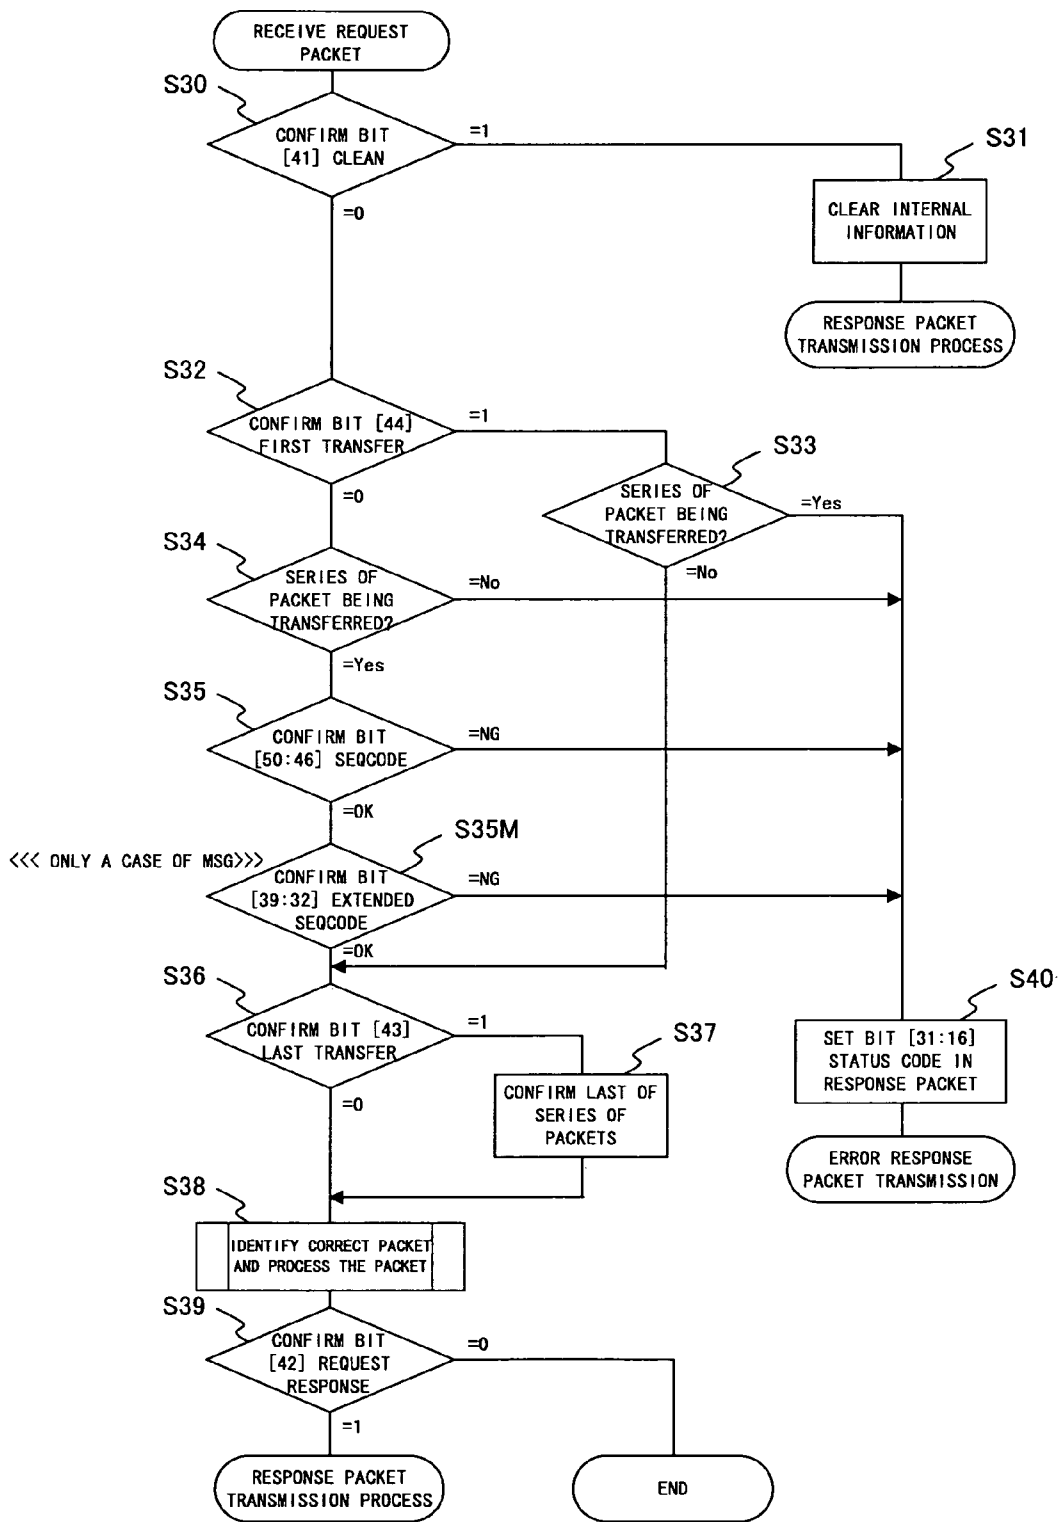 RECEIVE REQUEST
PACKET
S30
CONFIRM BIT
[41] CLEAN
=1
=0
S31
CLEAR INTERNAL
INFORMATION
RESPONSE PACKET
TRANSMISSION PROCESS
S32
CONFIRM BIT [44]
FIRST TRANSFER
=1
=0
S33
SERIES OF
PACKET BEING
TRANSFERRED?
=Yes
=No
S34
SERIES OF
PACKET BEING
TRANSFERRED?
=No
=Yes
S35
CONFIRM BIT
[50:46] SEQCODE
=NG
=OK
S35M
<<< ONLY A CASE OF MSG>>>
CONFIRM BIT
[39:32] EXTENDED
SEQCODE
=NG
=OK
S36
CONFIRM BIT [43]
LAST TRANSFER
=1
=0
S37
CONFIRM LAST OF
SERIES OF
PACKETS
S40
SET BIT [31:16]
STATUS CODE IN
RESPONSE PACKET
ERROR RESPONSE
PACKET TRANSMISSION
S38
IDENTIFY CORRECT PACKET
AND PROCESS THE PACKET
S39
CONFIRM BIT
[42] REQUEST
RESPONSE
=0
=1
RESPONSE PACKET
TRANSMISSION PROCESS
END